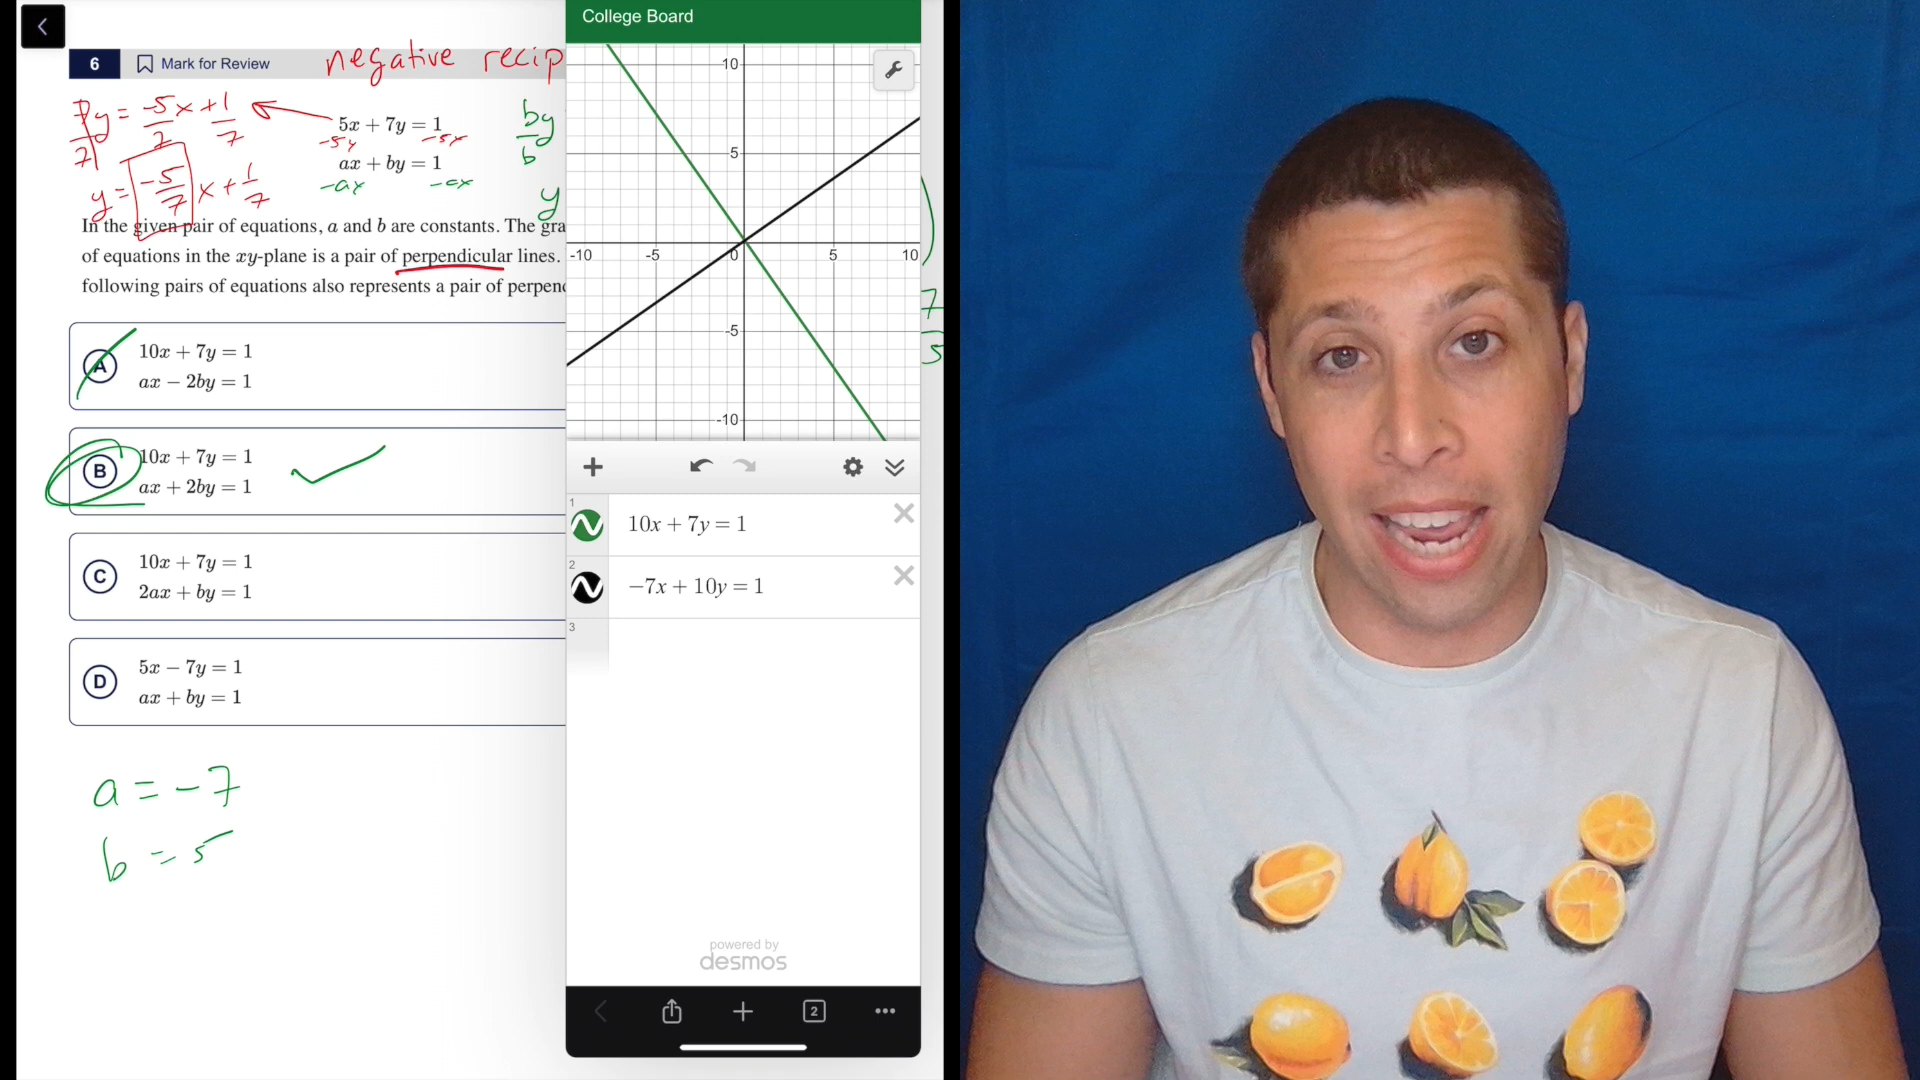 College Board
6 Mark for Review
negative recip
7y = -5x + 1
7 7 7
5x + 7y = 1
-5x -5x
ax + by = 1
-ax -ax
y = -5/7 x + 1/7
by
b
y
7
5
In the given pair of equations, a and b are constants. The gra
of equations in the xy-plane is a pair of perpendicular lines.
following pairs of equations also represents a pair of perpend
A
10x + 7y = 1
ax − 2by = 1
B
10x + 7y = 1
ax + 2by = 1
C
10x + 7y = 1
2ax + by = 1
D
5x − 7y = 1
ax + by = 1
a = -7
b = 5
10
5
-10 -5 0 5 10
-5
-10
1
10x + 7y = 1
2
−7x + 10y = 1
3
powered by
desmos
2